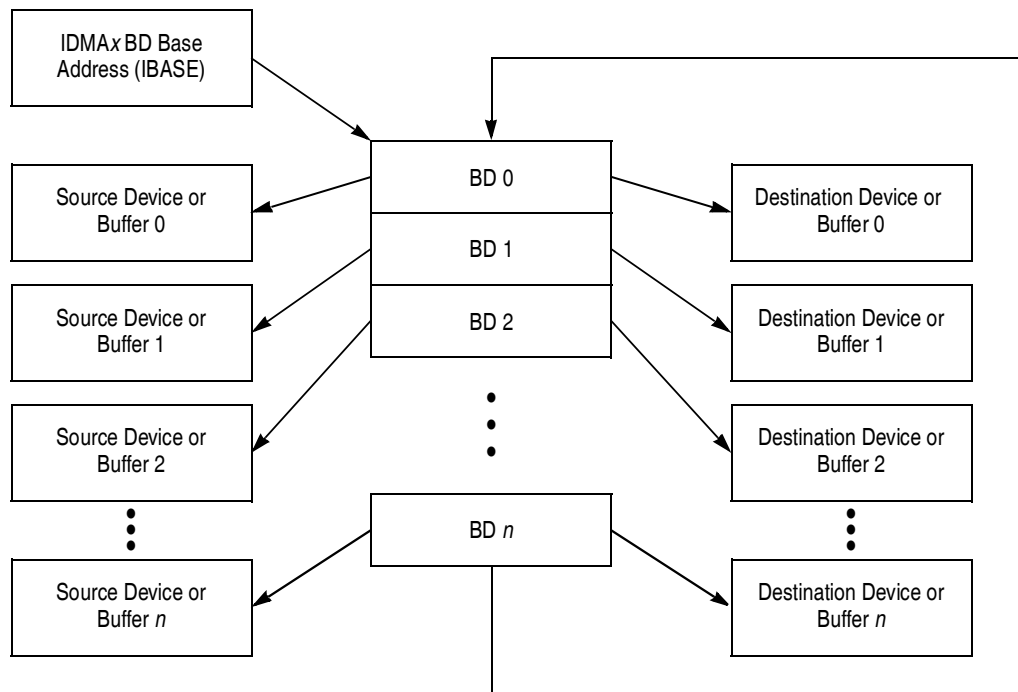 IDMAx BD Base
Address (IBASE)
BD 0
Source Device or
Buffer 0
Destination Device or
Buffer 0
BD 1
Source Device or
Buffer 1
Destination Device or
Buffer 1
BD 2
Source Device or
Buffer 2
Destination Device or
Buffer 2
BD n
Source Device or
Buffer n
Destination Device or
Buffer n